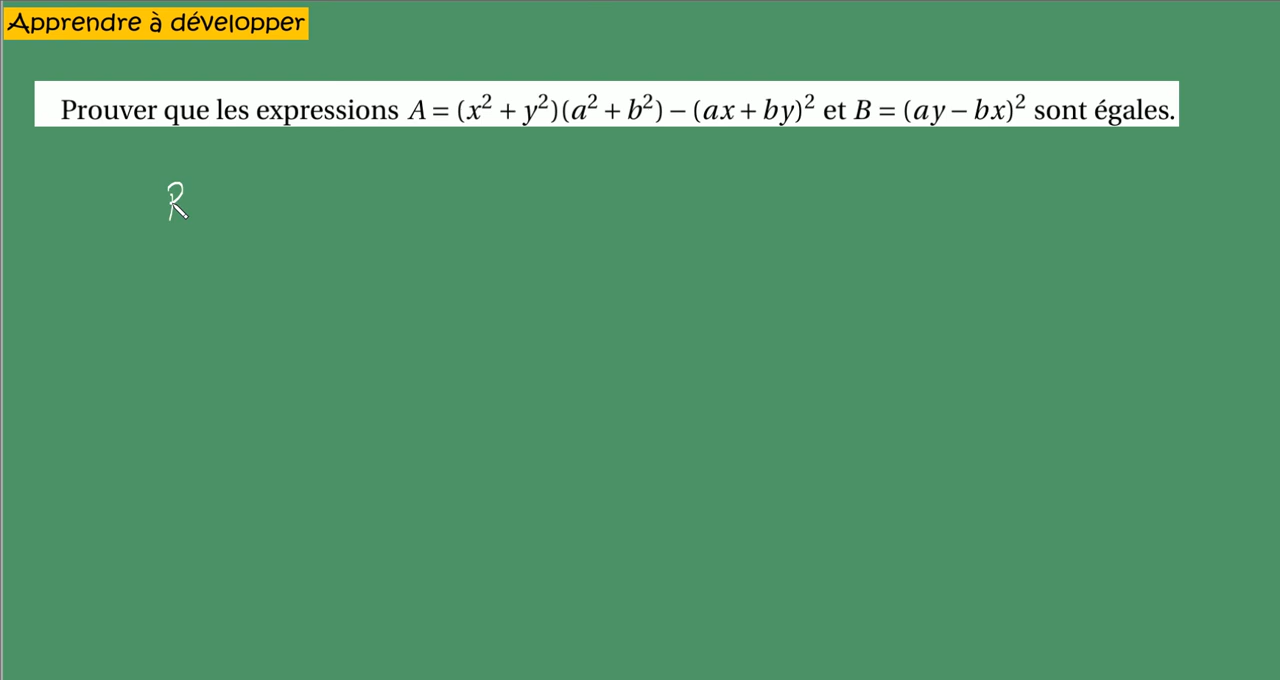 Apprendre à développer
Prouver que les expressions A = (x² + y²)(a² + b²) − (ax + by)² et B = (ay − bx)² sont égales.
R